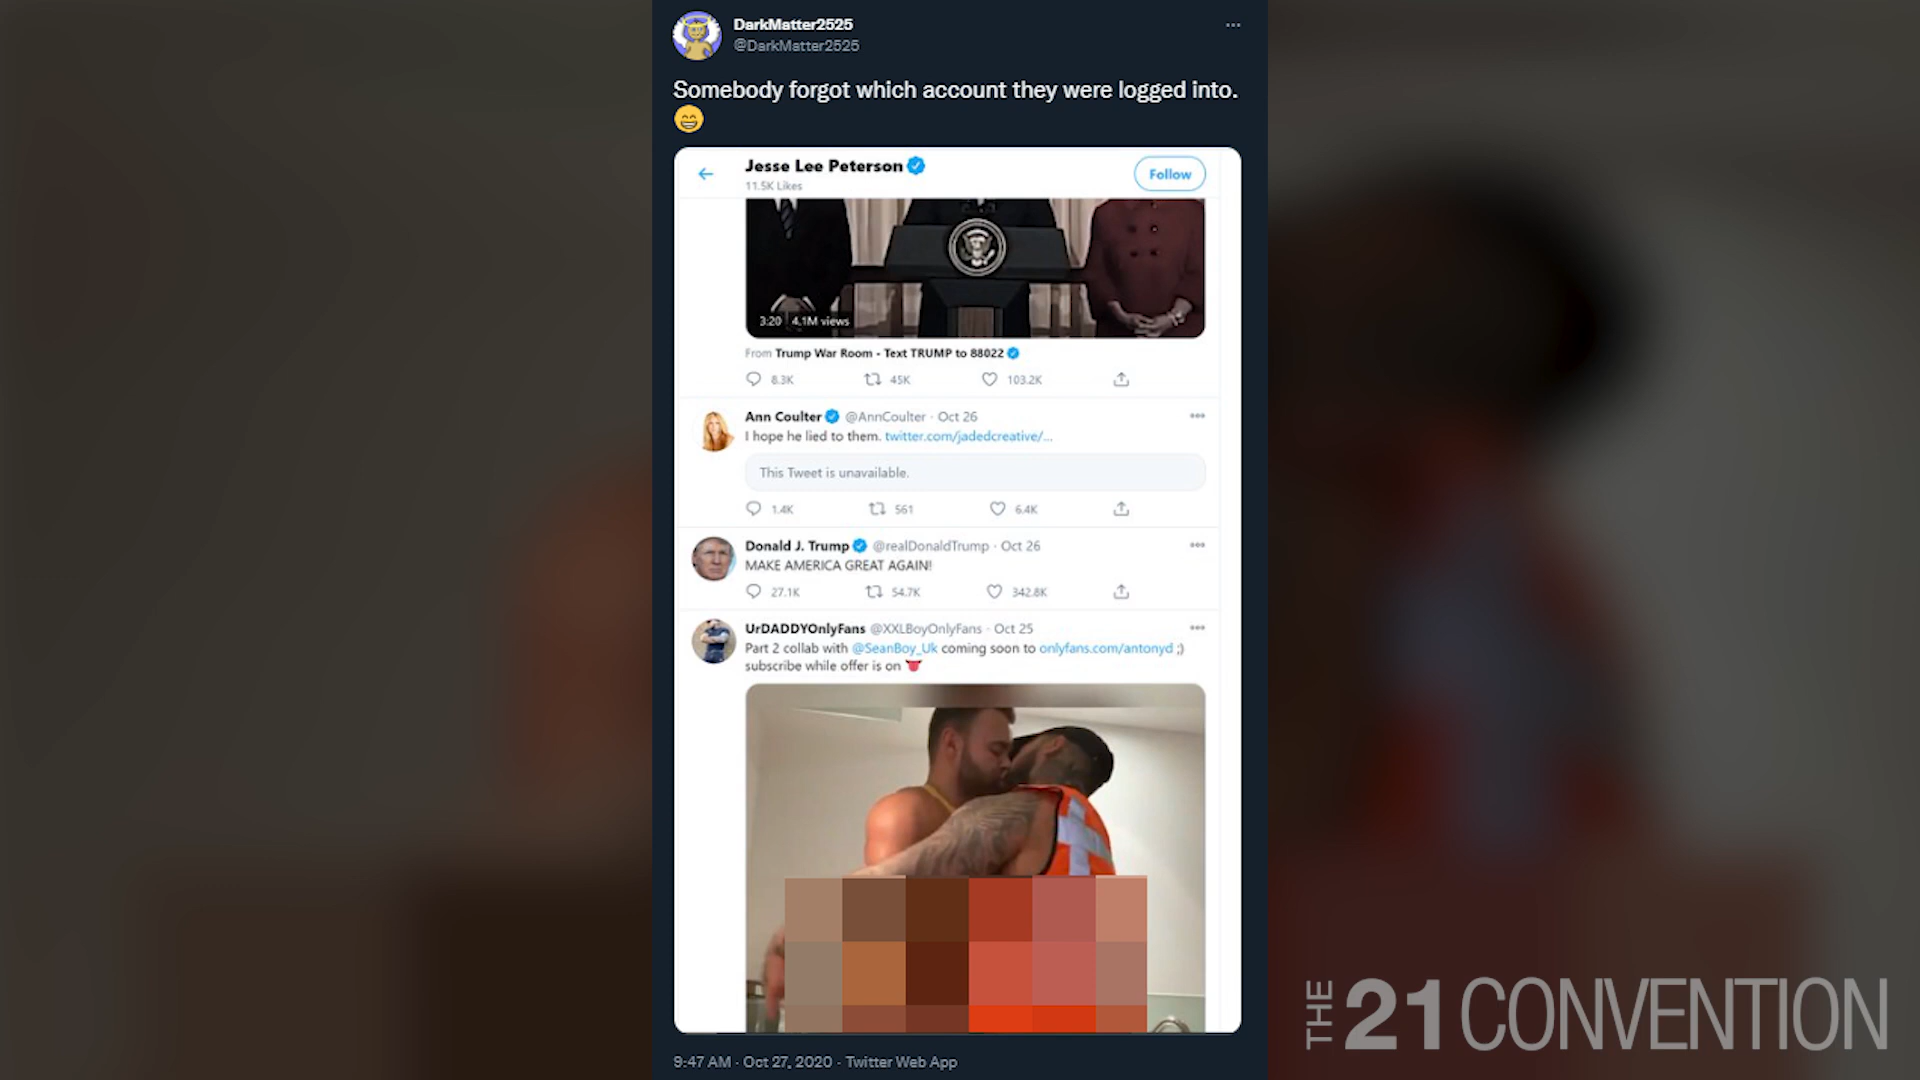 DarkMatter2525
@DarkMatter2525
Somebody forgot which account they were logged into.
Jesse Lee Peterson
11.5K Likes
Follow
3:20 4.1M views
From Trump War Room - Text TRUMP to 88022
8.3K 45K 103.2K
Ann Coulter @AnnCoulter · Oct 26
I hope he lied to them. twitter.com/jadedcreative/...
This Tweet is unavailable.
1.4K 561 6.4K
Donald J. Trump @realDonaldTrump · Oct 26
MAKE AMERICA GREAT AGAIN!
27.1K 54.7K 342.8K
UrDADDYOnlyFans @XXLBoyOnlyFans · Oct 25
Part 2 collab with @SeanBoy_Uk coming soon to onlyfans.com/antonyd ;)
subscribe while offer is on
9:47 AM · Oct 27, 2020 · Twitter Web App
THE 21 CONVENTION